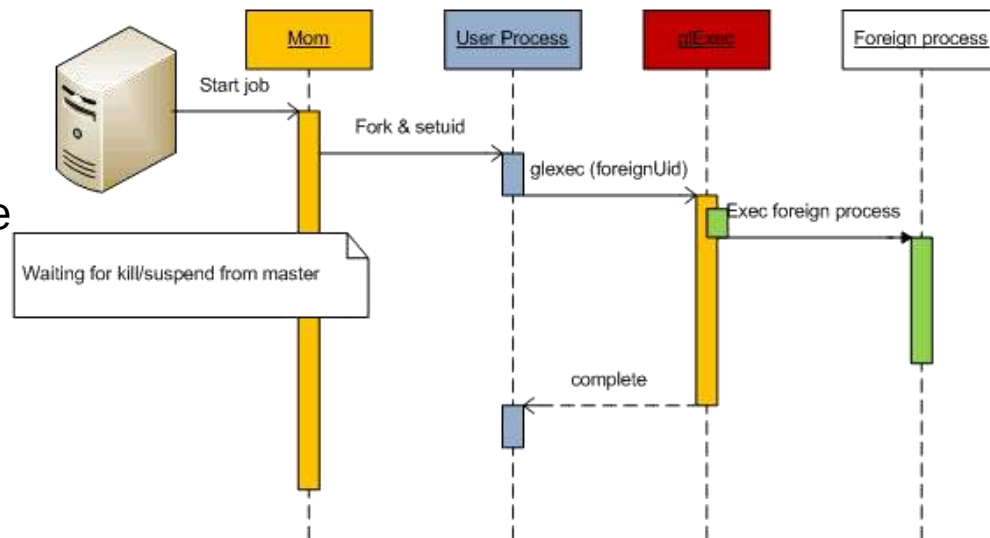 Mom
User Process
glExec
Foreign process
Start job
Fork & setuid
glexec (foreignUid)
Exec foreign process
e
Waiting for kill/suspend from master
complete